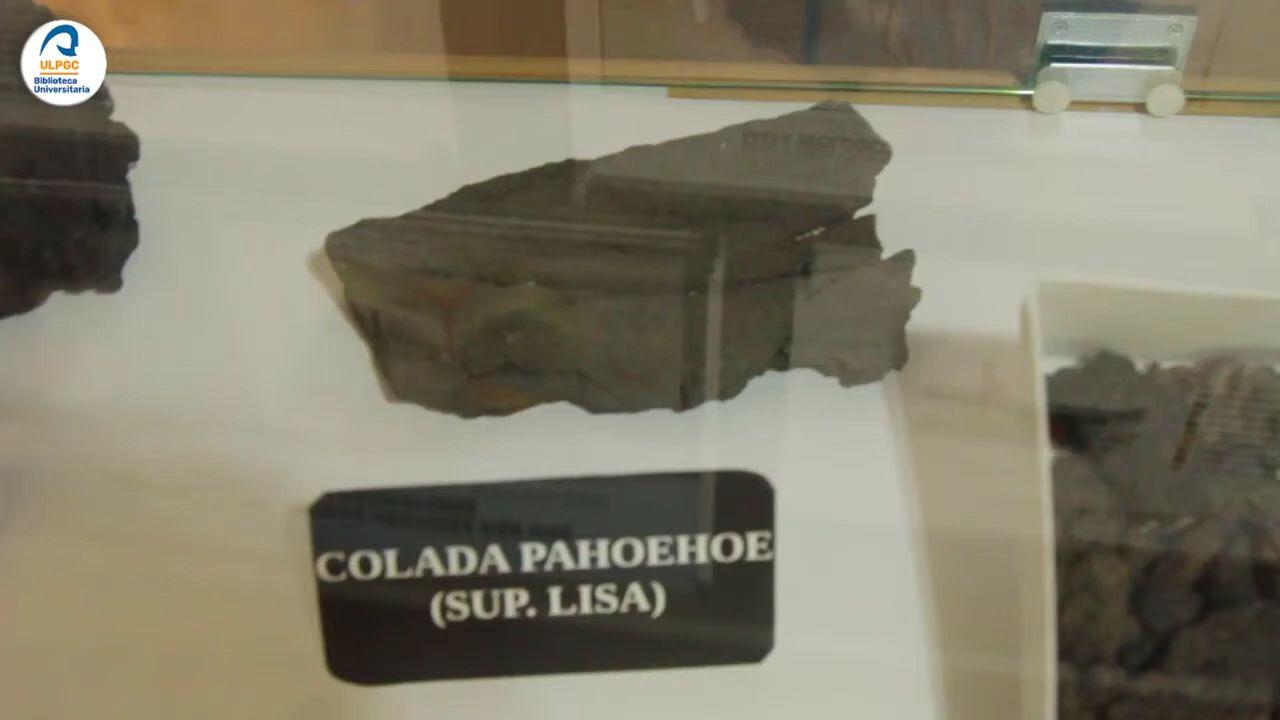 ULPGC
Biblioteca
Universitaria
COLADA PAHOEHOE
(SUP. LISA)